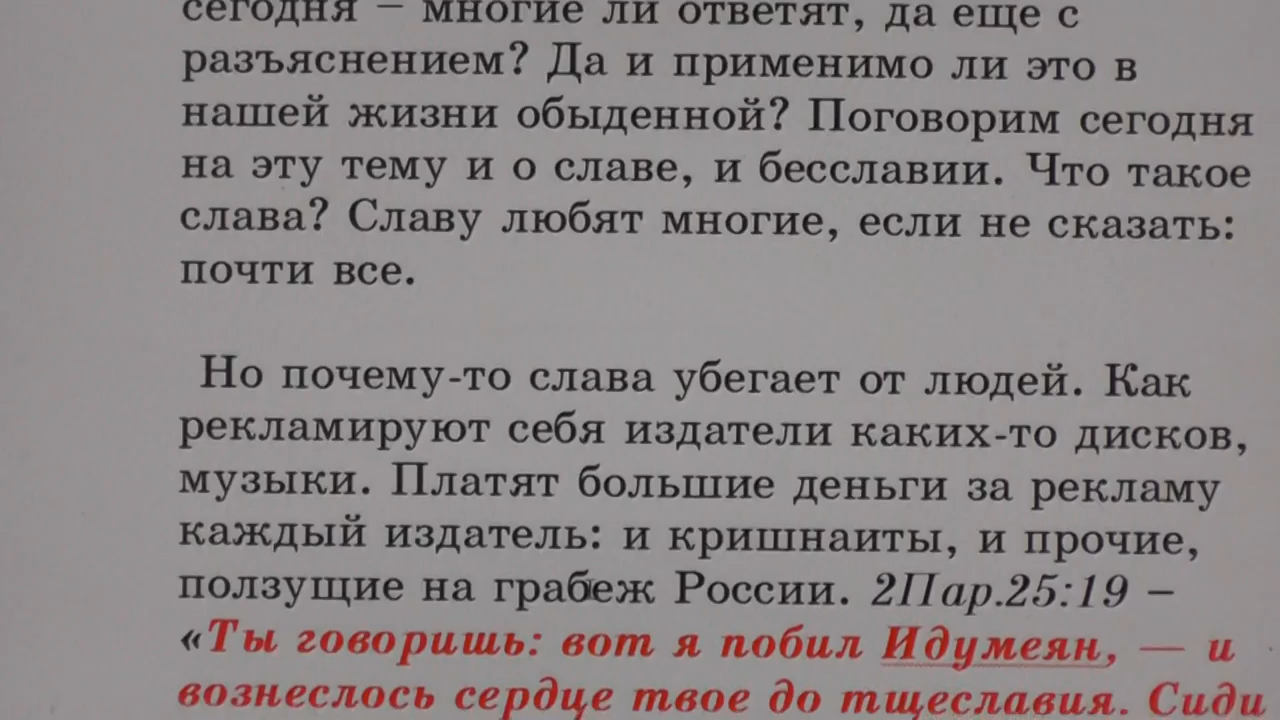 сегодня – многие ли ответят, да еще с
разъяснением? Да и применимо ли это в
нашей жизни обыденной? Поговорим сегодня
на эту тему и о славе, и бесславии. Что такое
слава? Славу любят многие, если не сказать:
почти все.
Но почему-то слава убегает от людей. Как
рекламируют себя издатели каких-то дисков,
музыки. Платят большие деньги за рекламу
каждый издатель: и кришнаиты, и прочие,
ползущие на грабеж России. 2Пар.25:19 –
«Ты говоришь: вот я побил Идумеян, — и
вознеслось сердце твое до тщеславия. Сиди